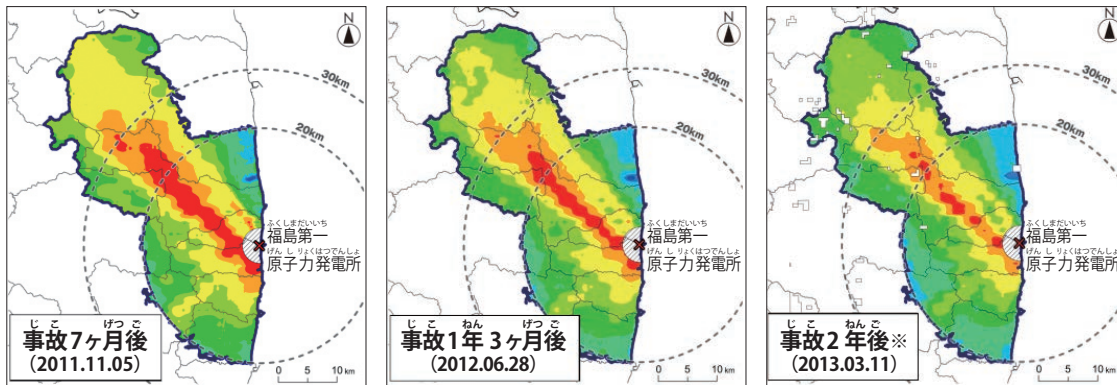 N
30km
20km
ふくしまだいいち
福島第一
げんしりょくはつでんしょ
原子力発電所
じこ げつご
事故7ヶ月後
(2011.11.05)
0 5 10 km
N
30km
20km
ふくしまだいいち
福島第一
げんしりょくはつでんしょ
原子力発電所
じこ ねん げつご
事故1年3ヶ月後
(2012.06.28)
0 5 10 km
N
30km
20km
ふくしまだいいち
福島第一
げんしりょくはつでんしょ
原子力発電所
じこ ねんご
事故2年後※
(2013.03.11)
0 5 10 km